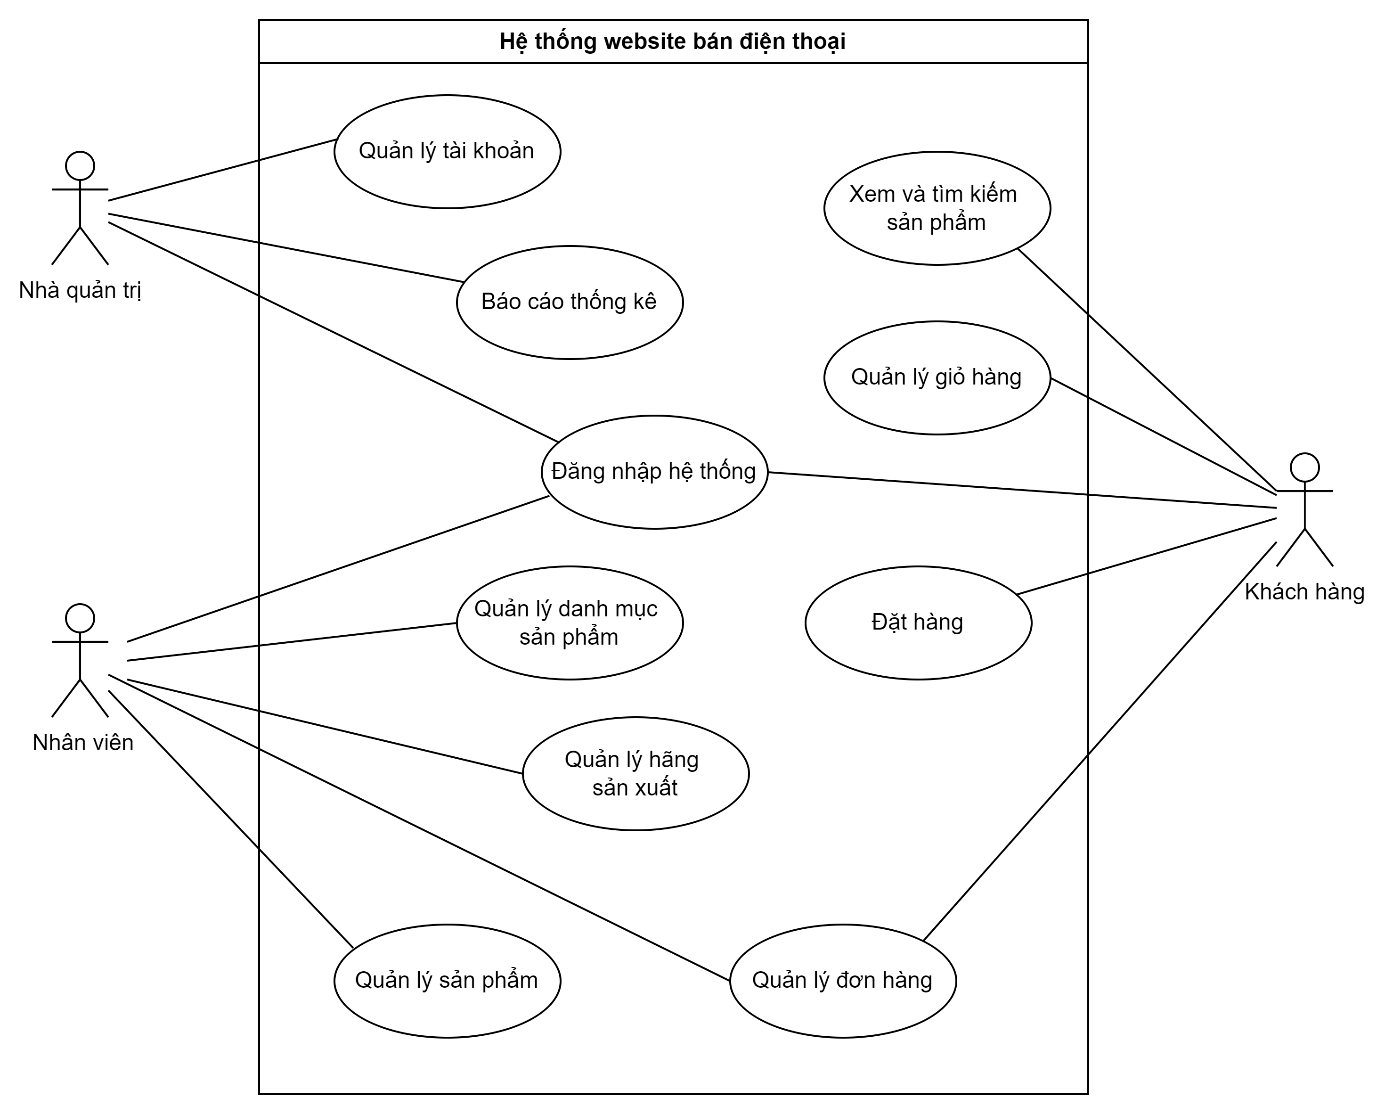 Hệ thống website bán điện thoại
Quản lý tài khoản
Xem và tìm kiếm
sản phẩm
Nhà quản trị
Báo cáo thống kê
Quản lý giỏ hàng
Đăng nhập hệ thống
Khách hàng
Quản lý danh mục
sản phẩm
Đặt hàng
Nhân viên
Quản lý hãng
sản xuất
Quản lý sản phẩm
Quản lý đơn hàng